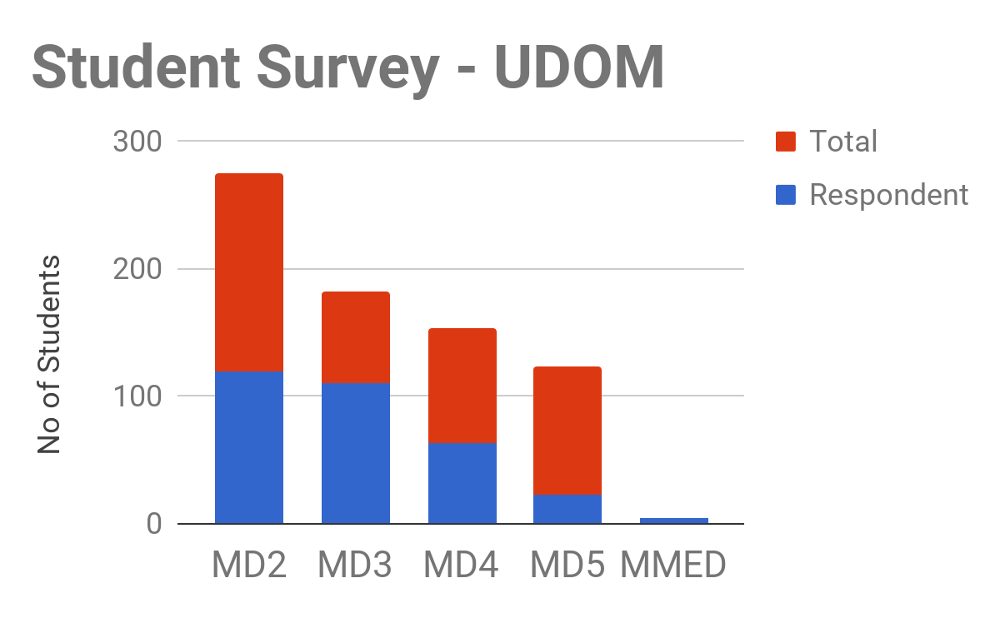 Student Survey - UDOM
300
200
100
0
No of Students
MD2 MD3 MD4 MD5 MMED
Total
Respondent